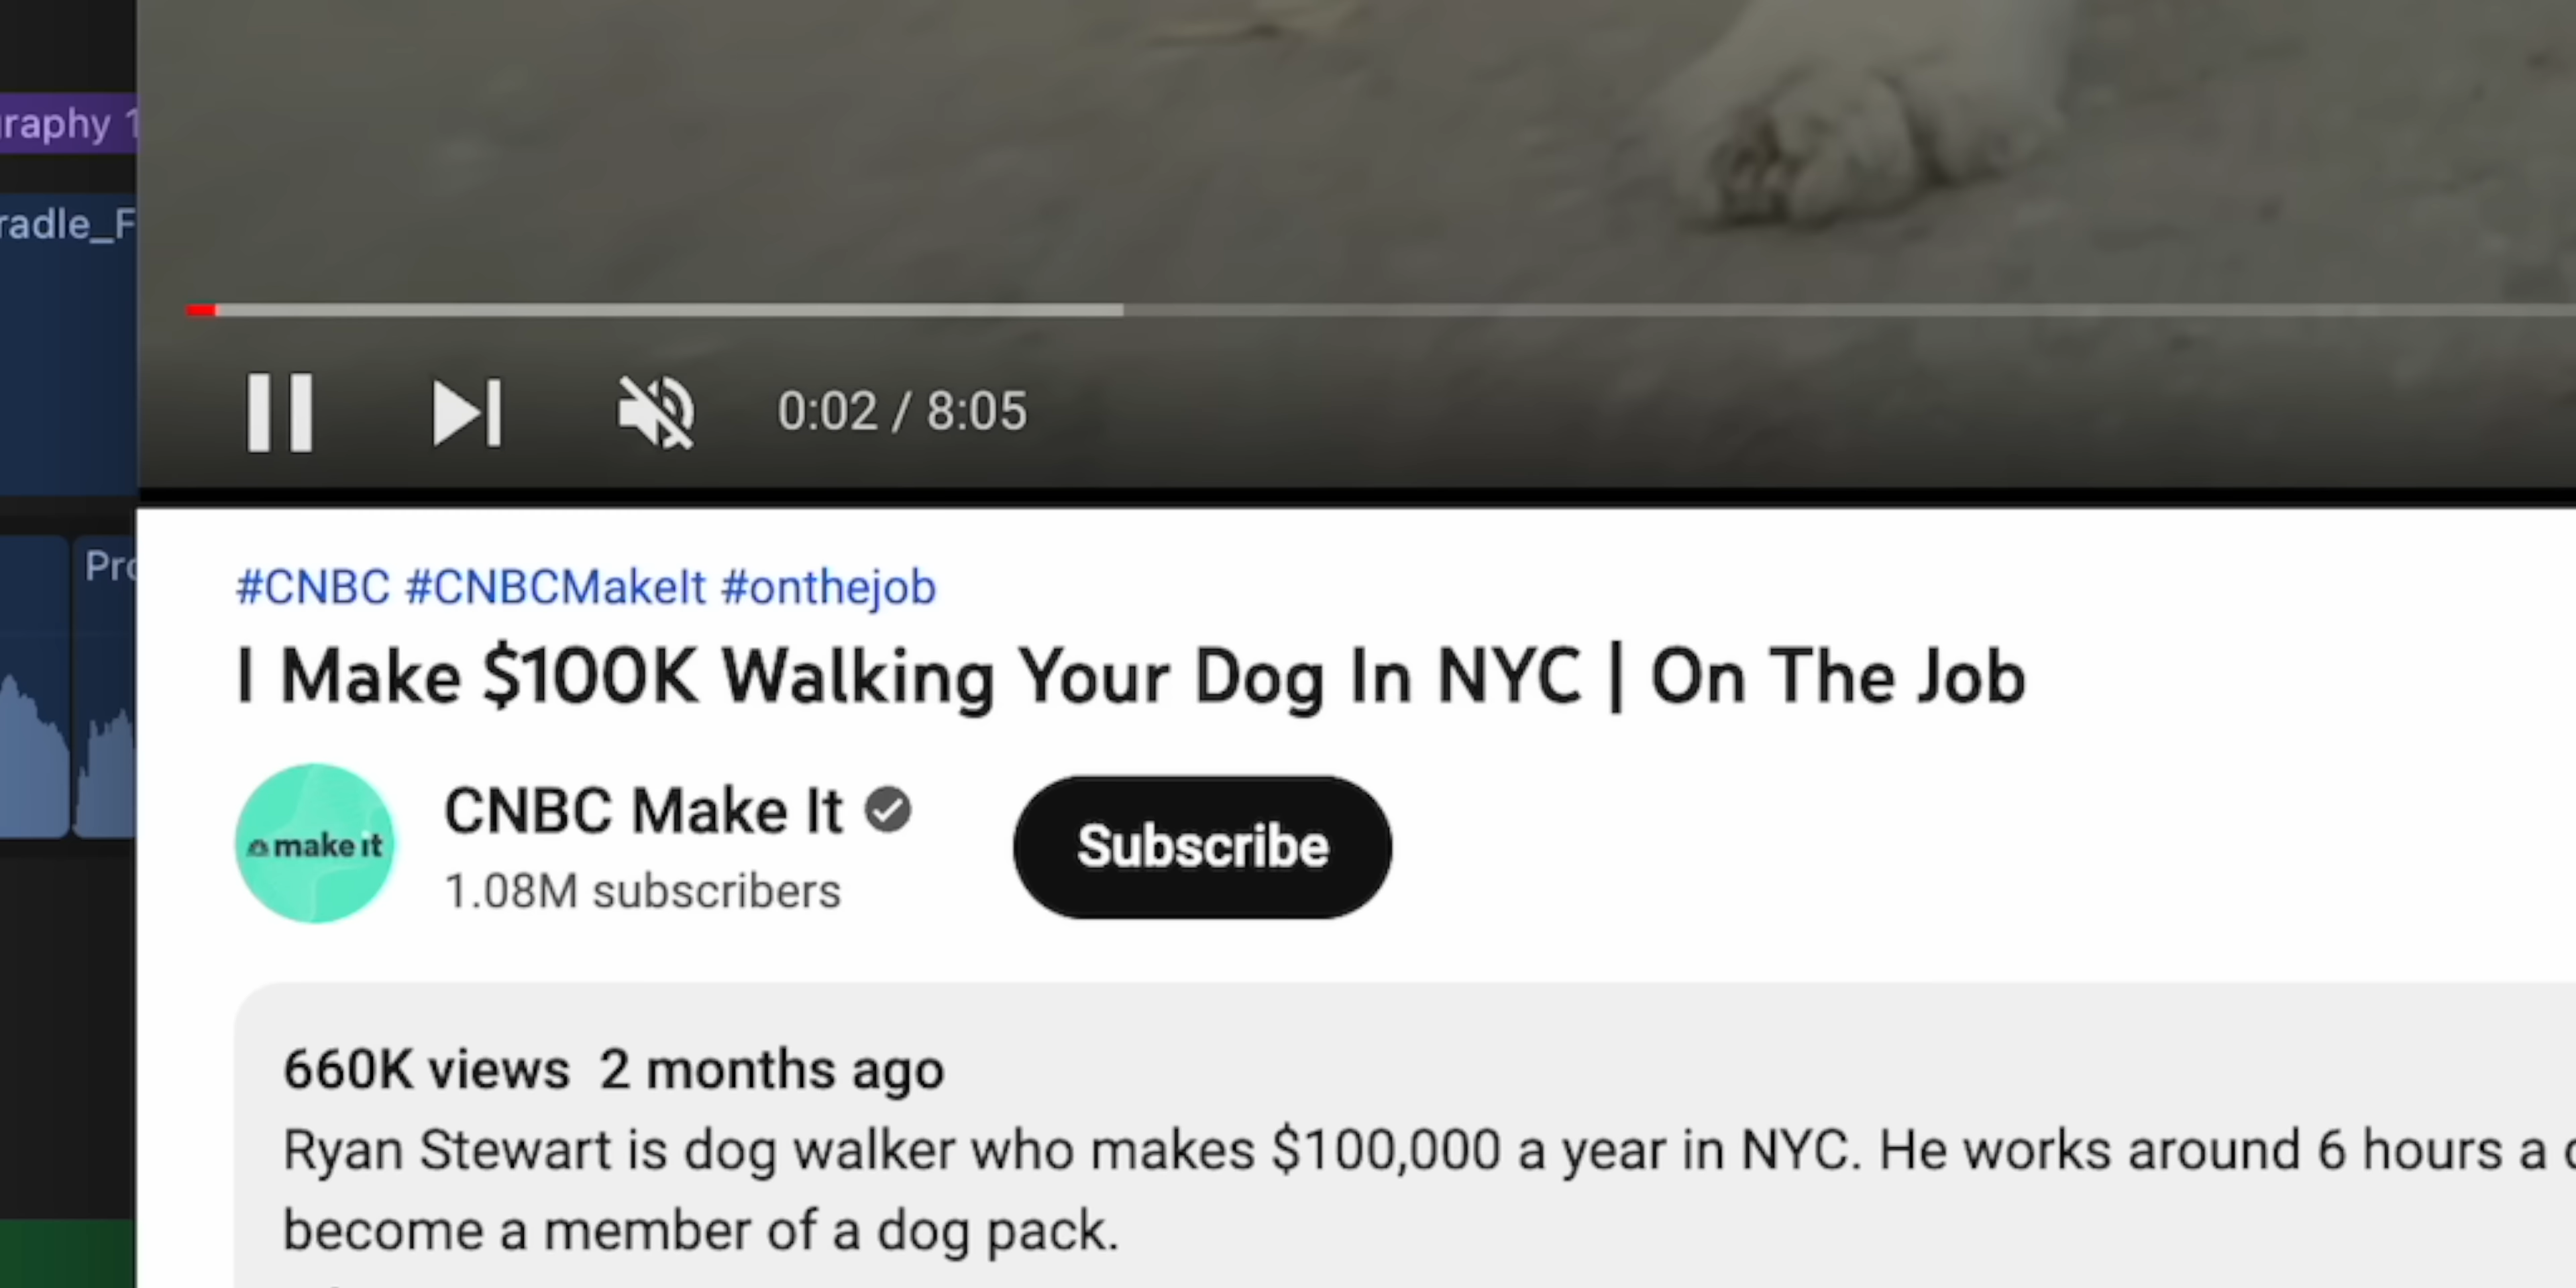 raphy 1
radle_F
0:02 / 8:05
Pro
#CNBC #CNBCMakeIt #onthejob
I Make $100K Walking Your Dog In NYC | On The Job
make it
CNBC Make It
1.08M subscribers
Subscribe
660K views 2 months ago
Ryan Stewart is dog walker who makes $100,000 a year in NYC. He works around 6 hours a
become a member of a dog pack.